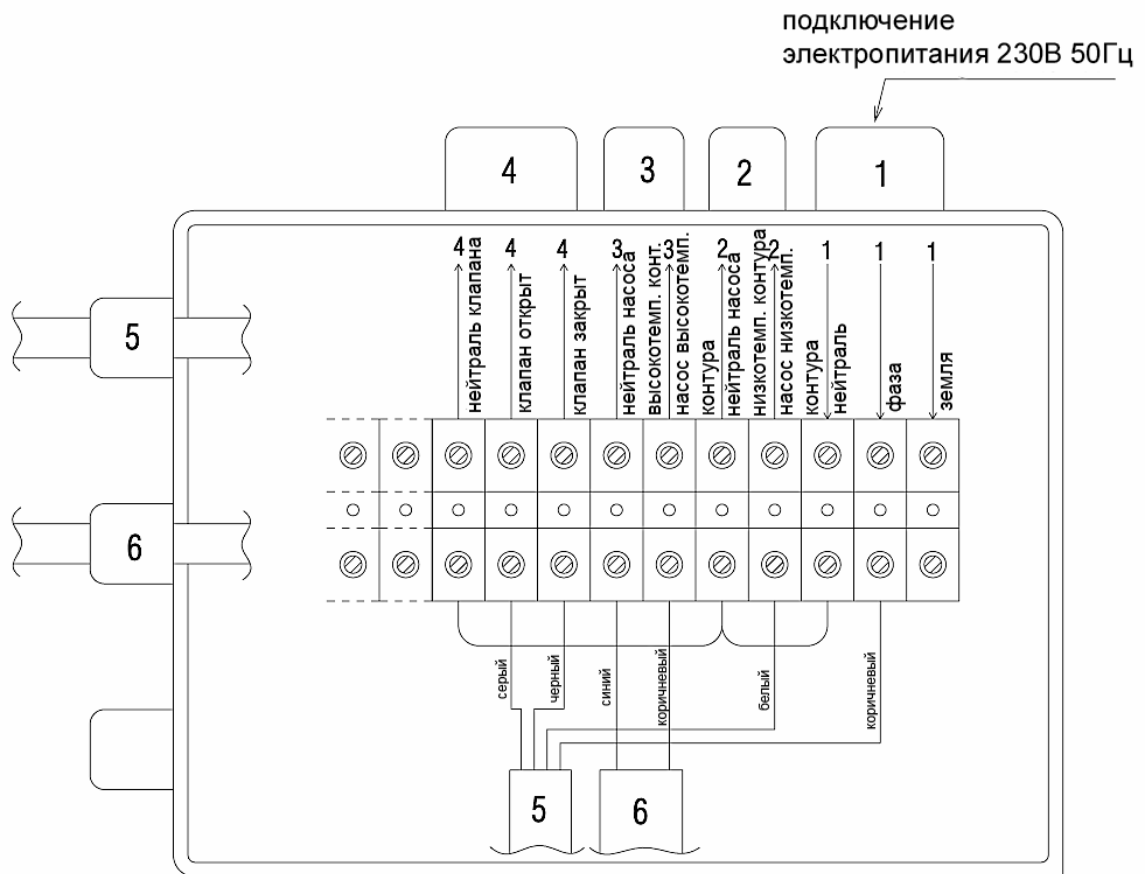 подключение
электропитания 230В 50Гц
4
3
2
1
4
4
4
3
3
2
2
1
1
1
нейтраль клапана
клапан открыт
клапан закрыт
нейтраль насоса
высокотемп. конт.
насос высокотемп.
контура
нейтраль насоса
низкотемп. контура
насос низкотемп.
контура
нейтраль
фаза
земля
5
6
серый
черный
синий
коричневый
белый
коричневый
5
6